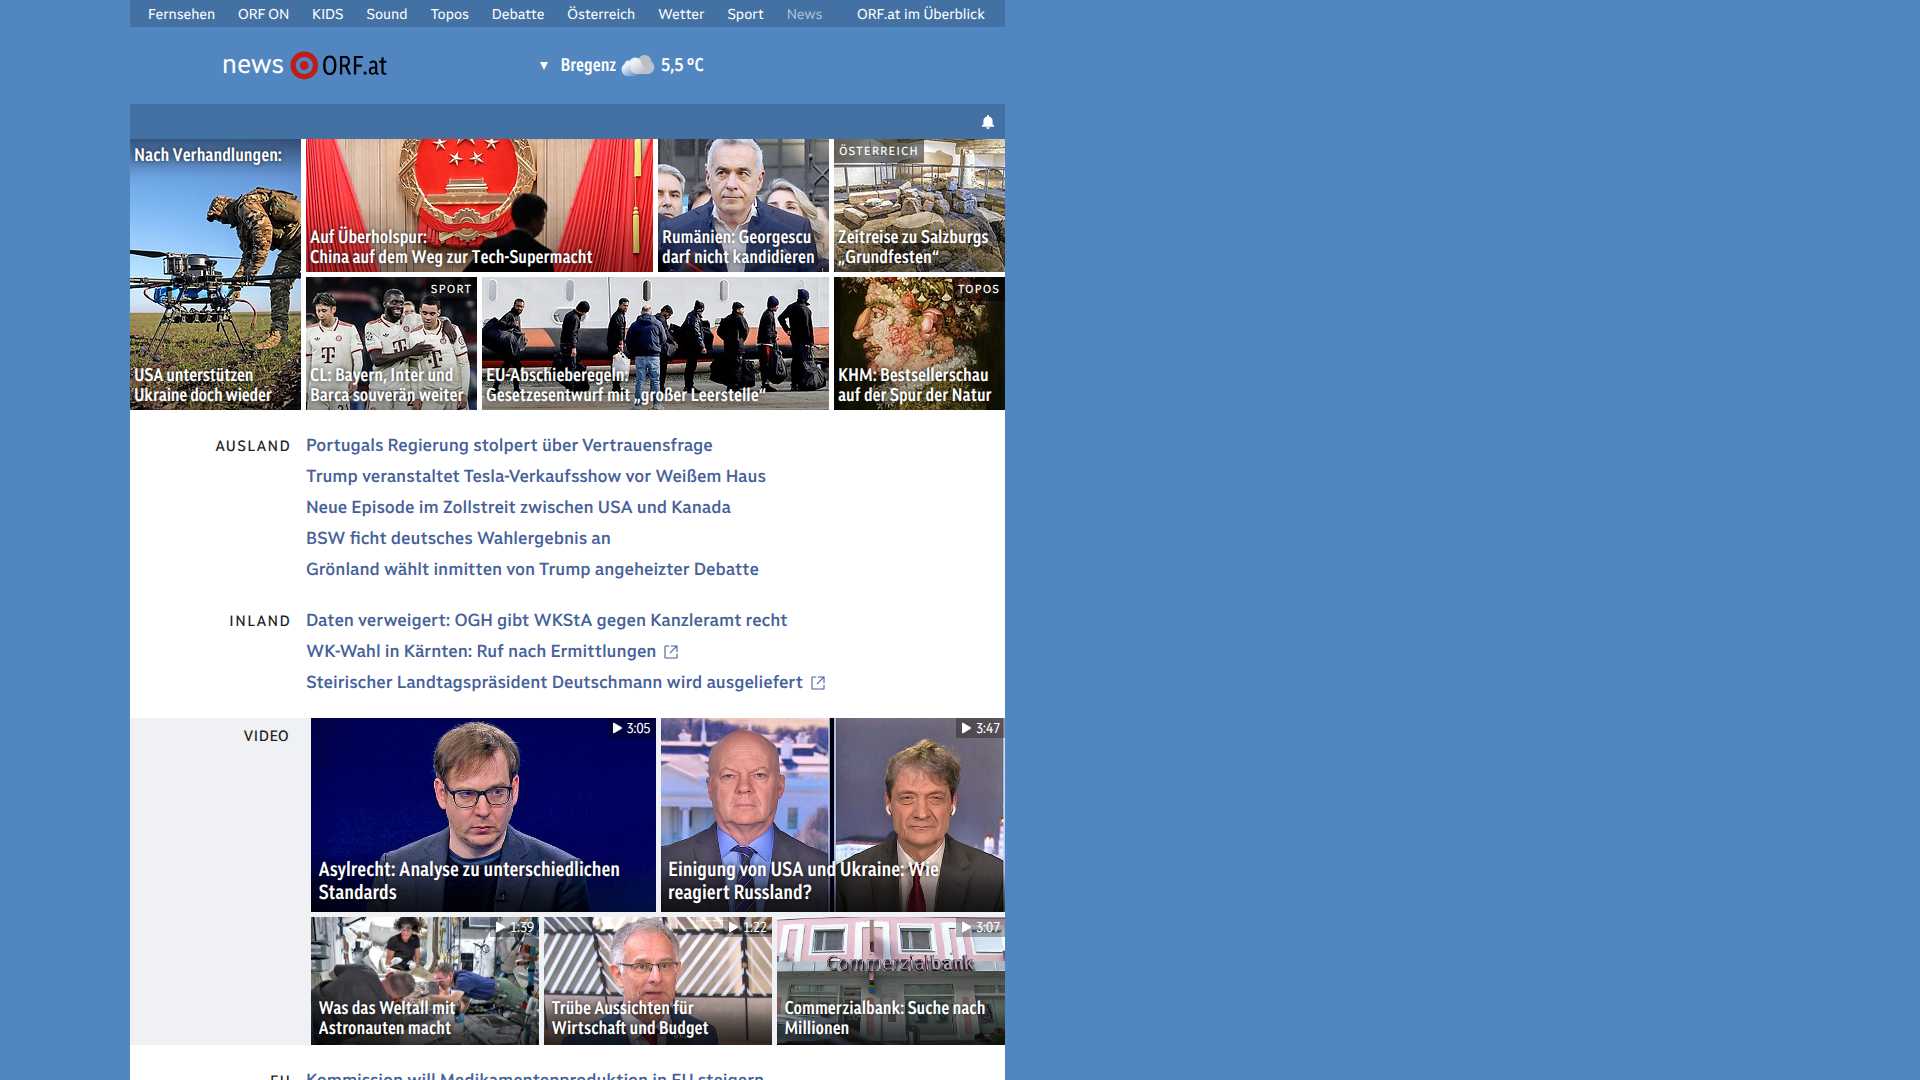 Fernsehen ORF ON KIDS Sound Topos Debatte Österreich Wetter Sport News ORF.at im Überblick
news ORF.at
Bregenz 5,5 °C
Nach Verhandlungen:
USA unterstützen
Ukraine doch wieder
Auf Überholspur:
China auf dem Weg zur Tech-Supermacht
Rumänien: Georgescu
darf nicht kandidieren
ÖSTERREICH
Zeitreise zu Salzburgs
„Grundfesten“
SPORT
CL: Bayern, Inter und
Barca souverän weiter
EU-Abschieberegeln:
Gesetzesentwurf mit „großer Leerstelle“
TOPOS
KHM: Bestsellerschau
auf der Spur der Natur
AUSLAND
Portugals Regierung stolpert über Vertrauensfrage
Trump veranstaltet Tesla-Verkaufsshow vor Weißem Haus
Neue Episode im Zollstreit zwischen USA und Kanada
BSW ficht deutsches Wahlergebnis an
Grönland wählt inmitten von Trump angeheizter Debatte
INLAND
Daten verweigert: OGH gibt WKStA gegen Kanzleramt recht
WK-Wahl in Kärnten: Ruf nach Ermittlungen
Steirischer Landtagspräsident Deutschmann wird ausgeliefert
VIDEO
3:05
Asylrecht: Analyse zu unterschiedlichen
Standards
3:47
Einigung von USA und Ukraine: Wie
reagiert Russland?
1:39
Was das Weltall mit
Astronauten macht
1:22
Trübe Aussichten für
Wirtschaft und Budget
3:07
Commerzialbank
Commerzialbank: Suche nach
Millionen
EU
Kommission will Medikamentenproduktion in EU steigern